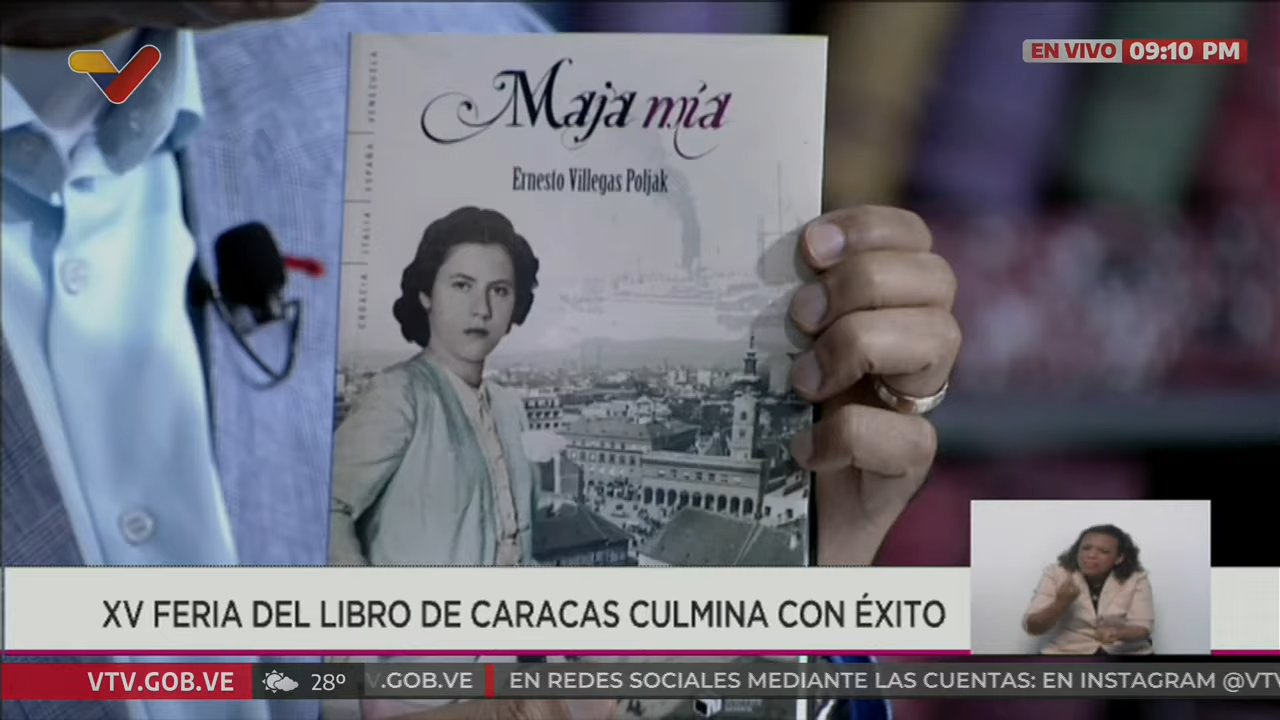 EN VIVO 09:10 PM
Maja mía
Ernesto Villegas Poljak
CROACIA ITALIA ESPAÑA VENEZUELA
XV FERIA DEL LIBRO DE CARACAS CULMINA CON ÉXITO
VTV.GOB.VE 28° V.GOB.VE EN REDES SOCIALES MEDIANTE LAS CUENTAS: EN INSTAGRAM @VTV